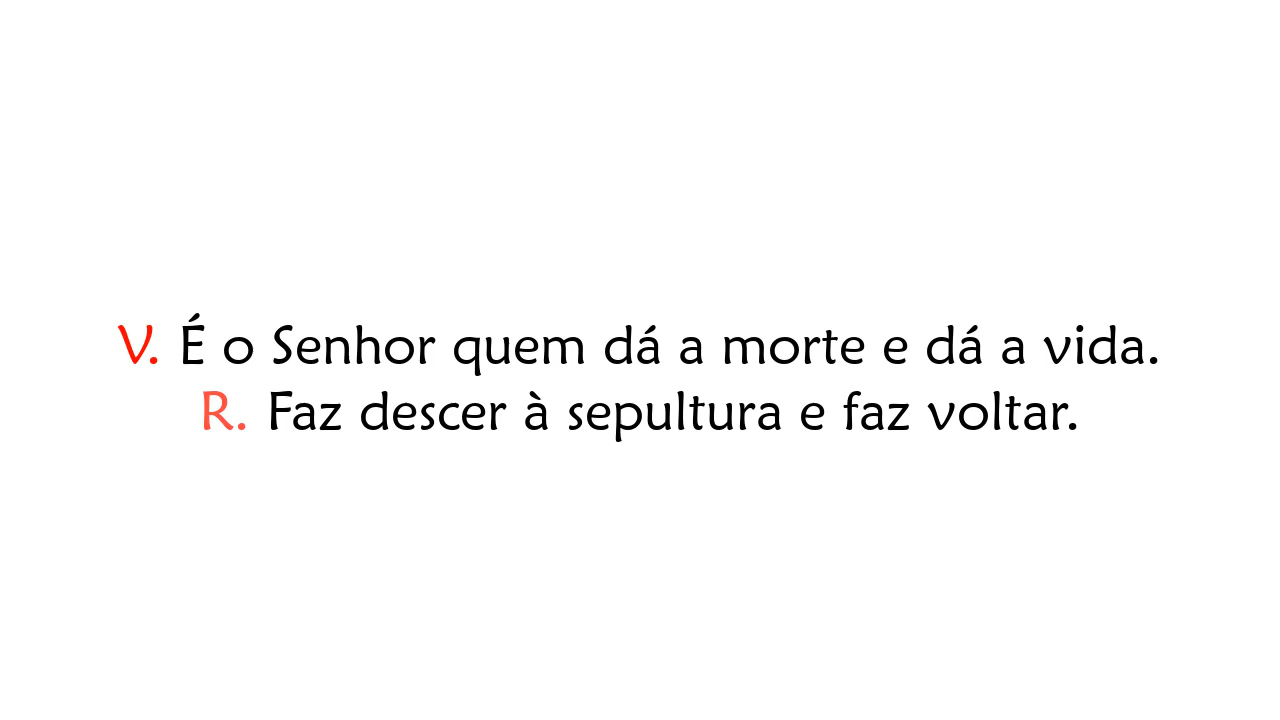 V. É o Senhor quem dá a morte e dá a vida.
R. Faz descer à sepultura e faz voltar.